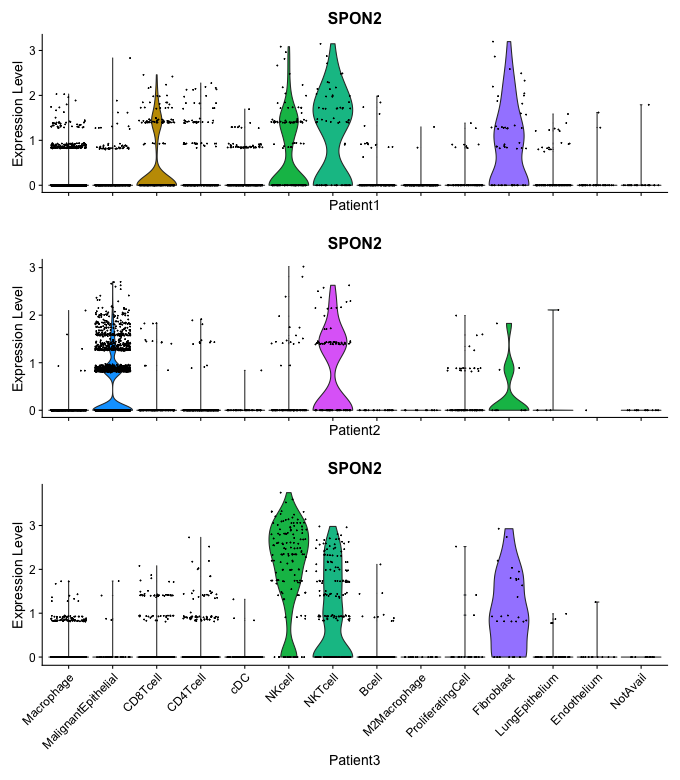 SPON2
Expression Level
3
2
1
0
Patient1
SPON2
Expression Level
3
2
1
0
Patient2
SPON2
Expression Level
3
2
1
0
Macrophage
MalignantEpithelial
CD8Tcell
CD4Tcell
cDC
NKcell
NKTcell
Bcell
M2Macrophage
ProliferatingCell
Fibroblast
LungEpithelium
Endothelium
NotAvail
Patient3